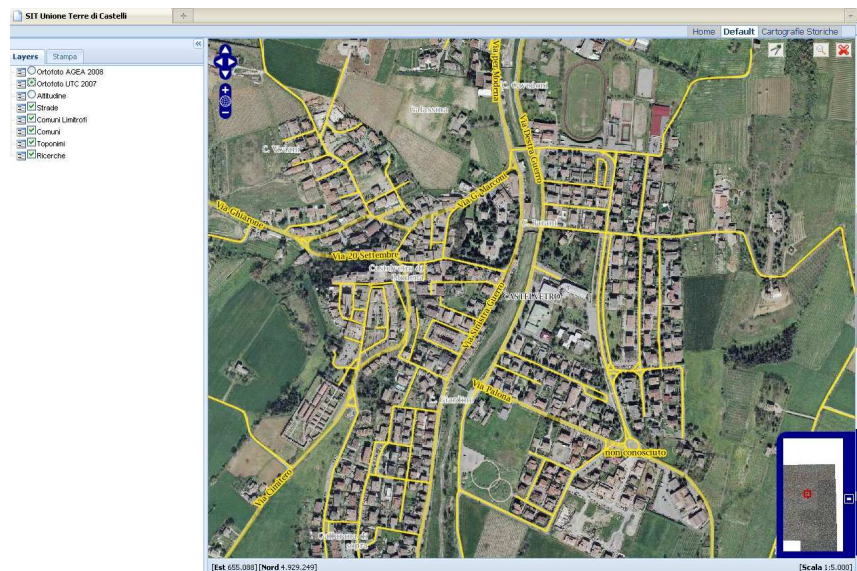 SIT Unione Terre di Castelli
Home Default Cartografie Storiche
Layers Stampa
Ortofoto AGEA 2008
Ortofoto UTC 2007
Altitudine
Strade
Comuni Limitrofi
Comuni
Toponimi
Ricerche
Via per Modena
C. Cavedoni
Via Destra Guerro
Galassina
C. Viviani
Via G.Marconi
Via Ghiarone
Via 20 Settembre
Castelvetro di
Modena
CASTELVETRO
Via Sinistra Guerro
Via Palona
non conosciuto
Via Cimitero
sopra
[Est 655.088] [Nord 4.929.249]
[Scala 1:5.000]